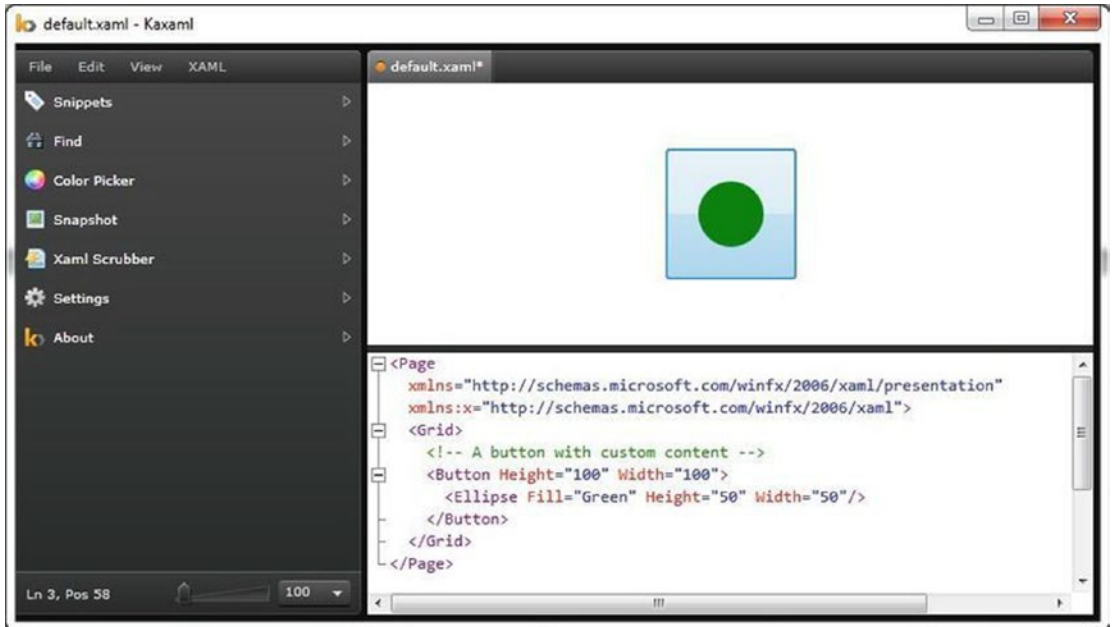 default.xaml - Kaxaml
File Edit View XAML
Snippets
Find
Color Picker
Snapshot
Xaml Scrubber
Settings
About
Ln 3, Pos 58
100
default.xaml*
<Page
xmlns="http://schemas.microsoft.com/winfx/2006/xaml/presentation"
xmlns:x="http://schemas.microsoft.com/winfx/2006/xaml">
<Grid>
<!-- A button with custom content -->
<Button Height="100" Width="100">
<Ellipse Fill="Green" Height="50" Width="50"/>
</Button>
</Grid>
</Page>